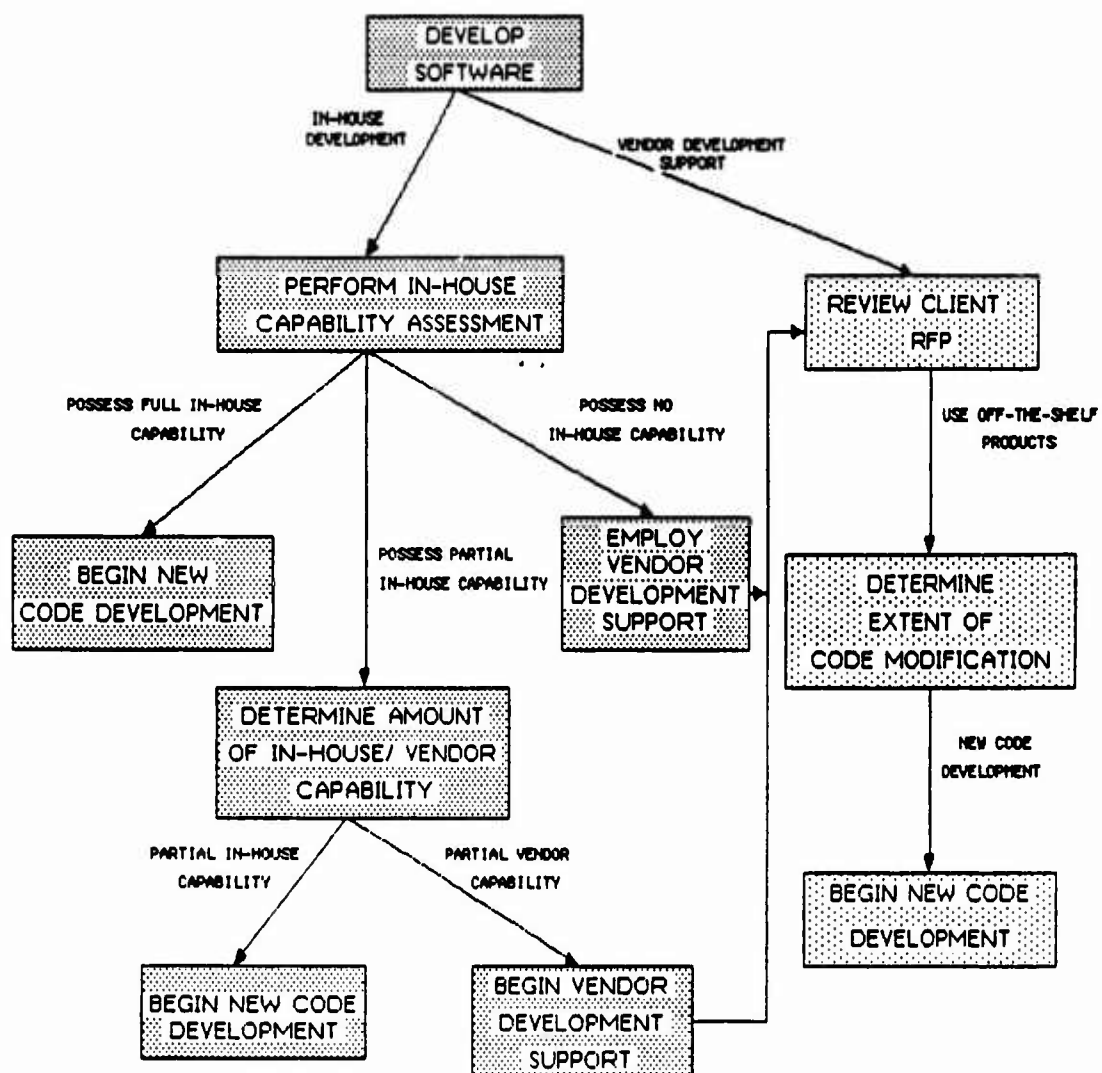 DEVELOP
SOFTWARE
IN-HOUSE
DEVELOPMENT
VENDOR DEVELOPMENT
SUPPORT
PERFORM IN-HOUSE
CAPABILITY ASSESSMENT
REVIEW CLIENT
RFP
POSSESS FULL IN-HOUSE
CAPABILITY
POSSESS NO
IN-HOUSE CAPABILITY
USE OFF-THE-SHELF
PRODUCTS
BEGIN NEW
CODE DEVELOPMENT
POSSESS PARTIAL
IN-HOUSE CAPABILITY
EMPLOY
VENDOR
DEVELOPMENT
SUPPORT
DETERMINE
EXTENT OF
CODE MODIFICATION
DETERMINE AMOUNT
OF IN-HOUSE/ VENDOR
CAPABILITY
NEW CODE
DEVELOPMENT
PARTIAL IN-HOUSE
CAPABILITY
PARTIAL VENDOR
CAPABILITY
BEGIN NEW CODE
DEVELOPMENT
BEGIN NEW CODE
DEVELOPMENT
BEGIN VENDOR
DEVELOPMENT
SUPPORT